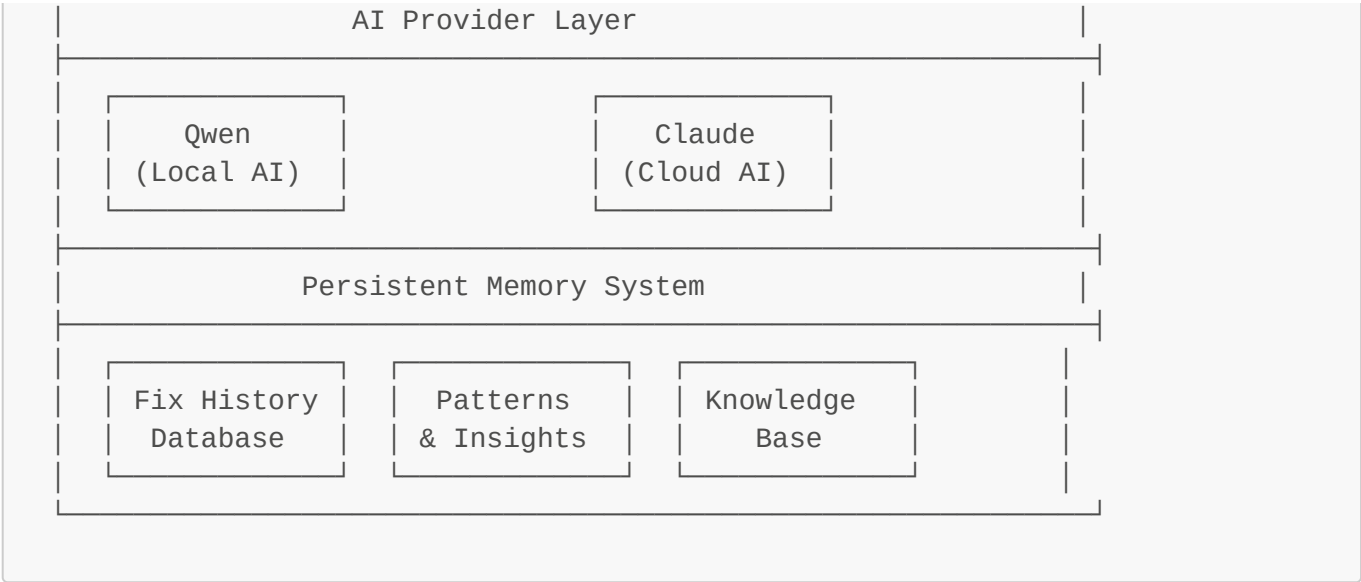 AI Provider Layer
Qwen Claude
(Local AI) (Cloud AI)
Persistent Memory System
Fix History Patterns Knowledge
Database & Insights Base